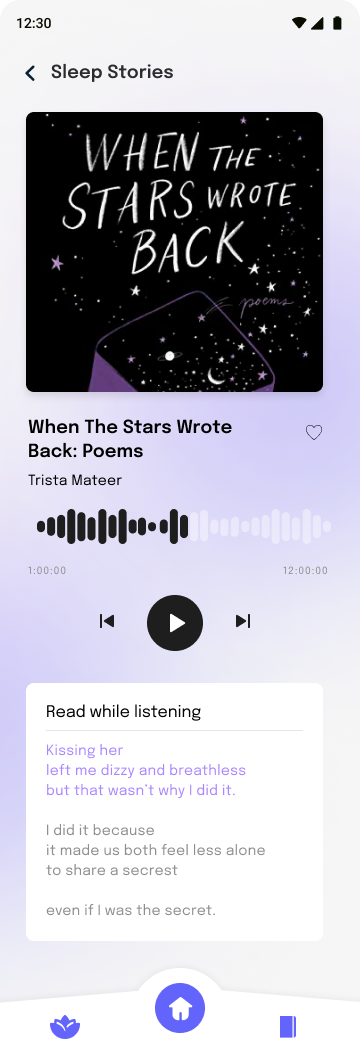 12:30
Sleep Stories
WHEN THE
STARS WROTE
BACK
poems
When The Stars Wrote
Back: Poems
Trista Mateer
1:00:00
12:00:00
Read while listening
Kissing her
left me dizzy and breathless
but that wasn't why I did it.
I did it because
it made us both feel less alone
to share a secrest
even if I was the secret.